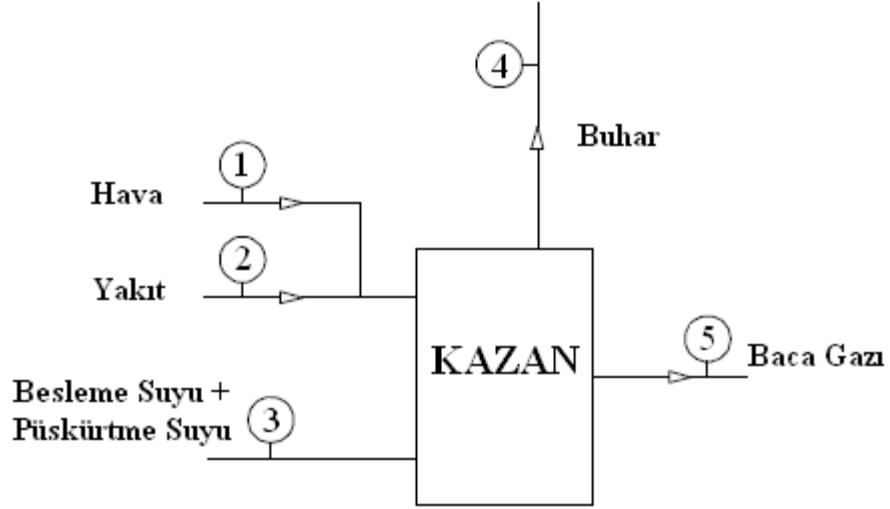 4
Buhar
1
Hava
2
Yakıt
KAZAN
5
Baca Gazı
Besleme Suyu +
Püskürtme Suyu
3